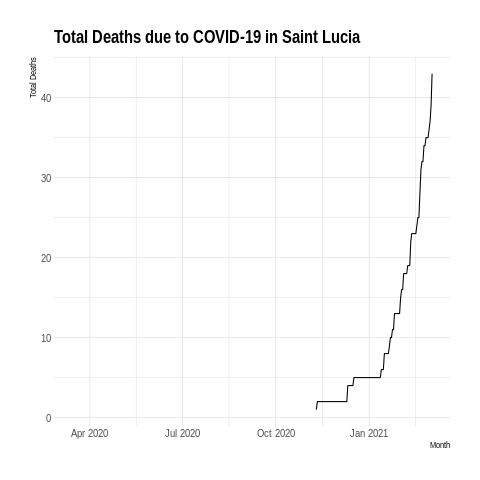 Total Deaths due to COVID-19 in Saint Lucia
Total Deaths
40
30
20
10
0
Apr 2020 Jul 2020 Oct 2020 Jan 2021
Month